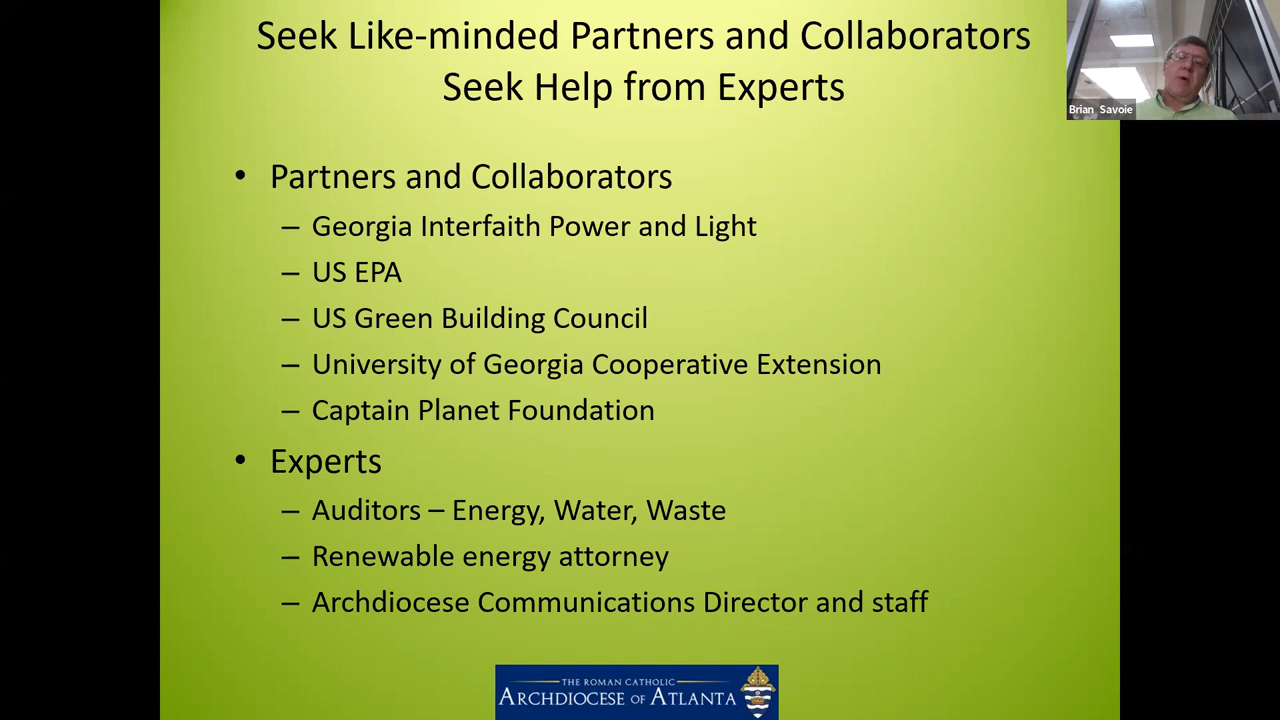 Seek Like-minded Partners and Collaborators
Seek Help from Experts
Brian Savoie
• Partners and Collaborators
– Georgia Interfaith Power and Light
– US EPA
– US Green Building Council
– University of Georgia Cooperative Extension
– Captain Planet Foundation
• Experts
– Auditors – Energy, Water, Waste
– Renewable energy attorney
– Archdiocese Communications Director and staff
THE ROMAN CATHOLIC
ARCHDIOCESE OF ATLANTA